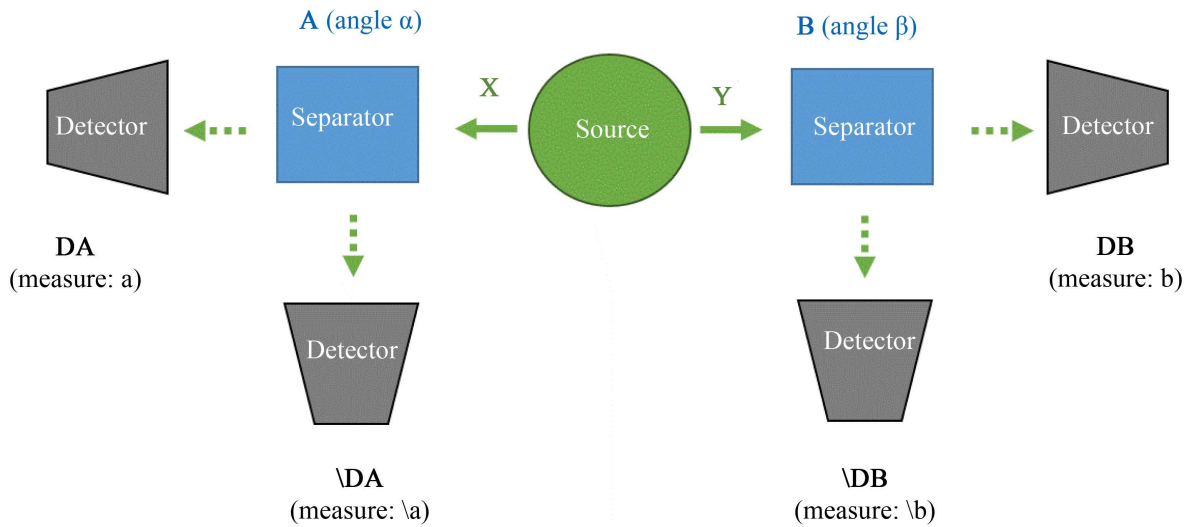 A (angle α)
B (angle β)
X
Y
Detector
Separator
Source
Separator
Detector
DA
(measure: a)
DB
(measure: b)
Detector
Detector
\DA
(measure: \a)
\DB
(measure: \b)